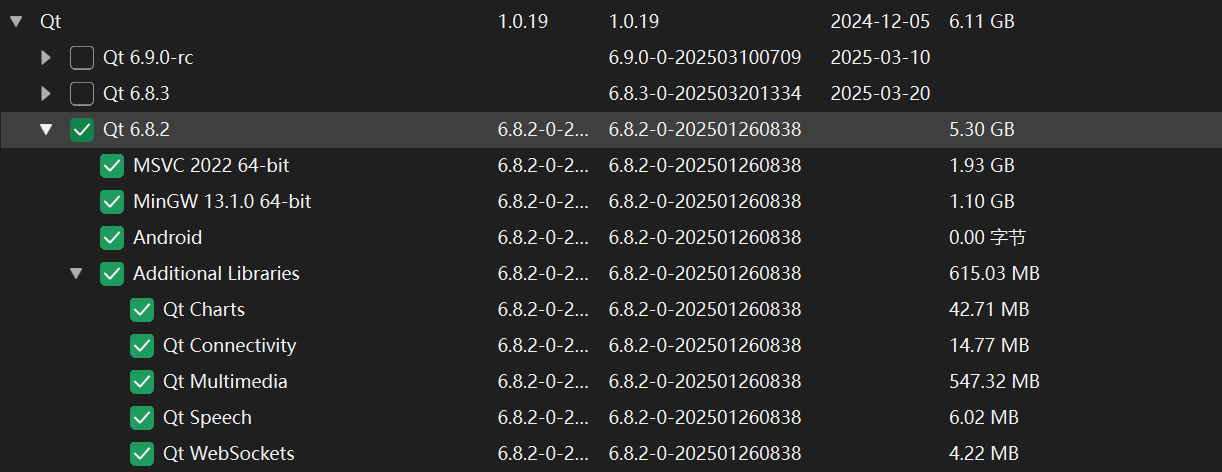 Qt 1.0.19 1.0.19 2024-12-05 6.11 GB
Qt 6.9.0-rc 6.9.0-0-202503100709 2025-03-10
Qt 6.8.3 6.8.3-0-202503201334 2025-03-20
Qt 6.8.2 6.8.2-0-2... 6.8.2-0-202501260838 5.30 GB
MSVC 2022 64-bit 6.8.2-0-2... 6.8.2-0-202501260838 1.93 GB
MinGW 13.1.0 64-bit 6.8.2-0-2... 6.8.2-0-202501260838 1.10 GB
Android 6.8.2-0-2... 6.8.2-0-202501260838 0.00 字节
Additional Libraries 6.8.2-0-2... 6.8.2-0-202501260838 615.03 MB
Qt Charts 6.8.2-0-2... 6.8.2-0-202501260838 42.71 MB
Qt Connectivity 6.8.2-0-2... 6.8.2-0-202501260838 14.77 MB
Qt Multimedia 6.8.2-0-2... 6.8.2-0-202501260838 547.32 MB
Qt Speech 6.8.2-0-2... 6.8.2-0-202501260838 6.02 MB
Qt WebSockets 6.8.2-0-2... 6.8.2-0-202501260838 4.22 MB